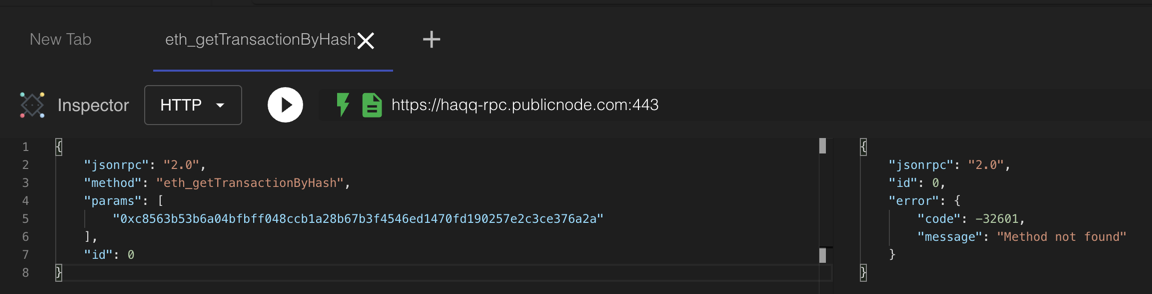 New Tab
eth_getTransactionByHash
Inspector
HTTP
https://haqq-rpc.publicnode.com:443
1 {
2 "jsonrpc": "2.0",
3 "method": "eth_getTransactionByHash",
4 "params": [
5 "0xc8563b53b6a04bfbff048ccb1a28b67b3f4546ed1470fd190257e2c3ce376a2a"
6 ],
7 "id": 0
8 }
{
"jsonrpc": "2.0",
"id": 0,
"error": {
"code": -32601,
"message": "Method not found"
}
}